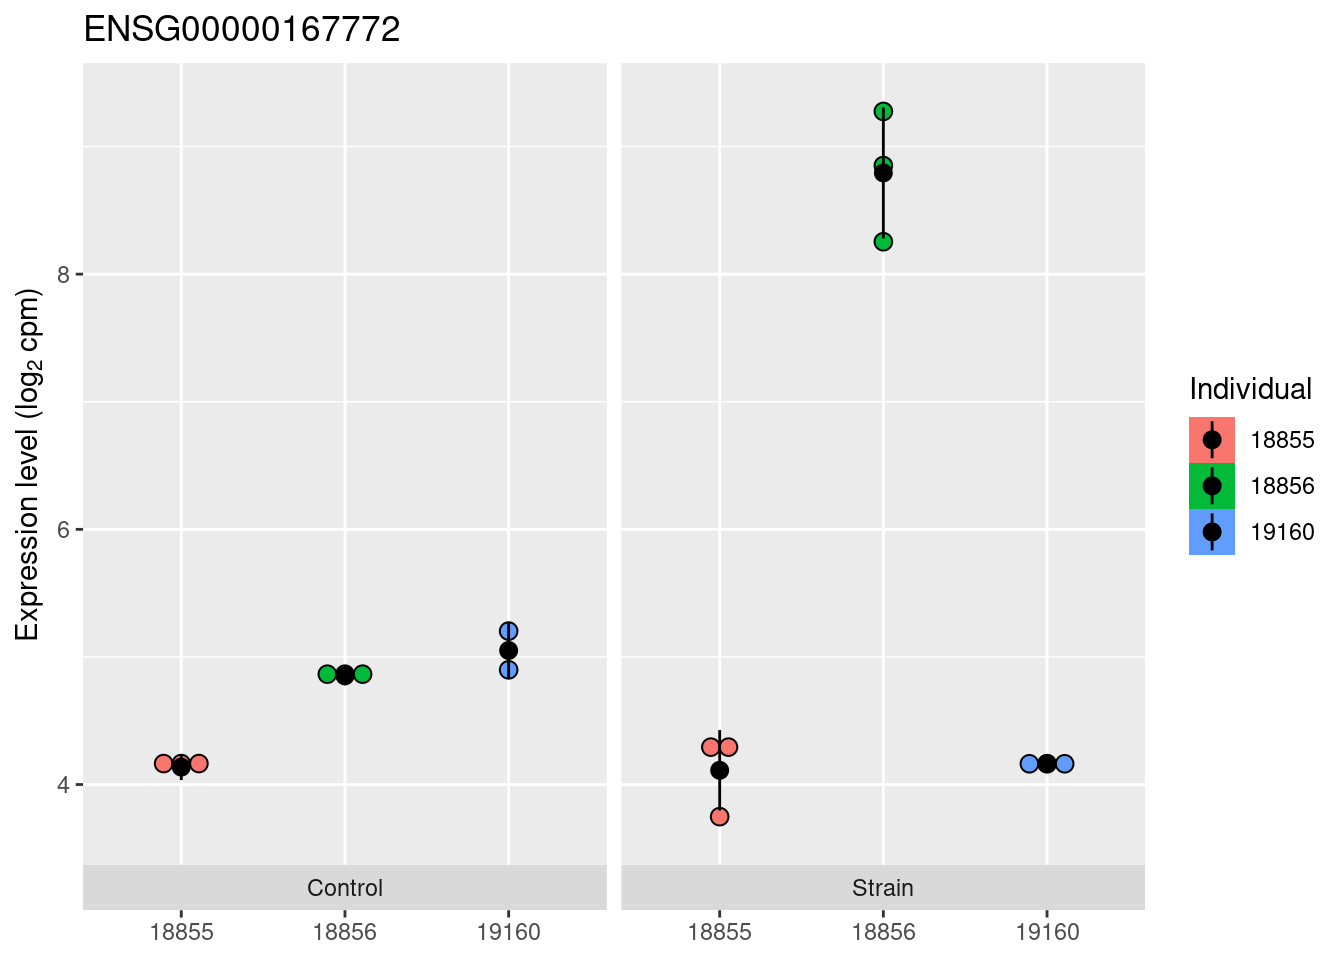 ENSG00000167772
Expression level (log2 cpm)
8
6
4
Control
Strain
18855
18856
19160
18855
18856
19160
Individual
18855
18856
19160